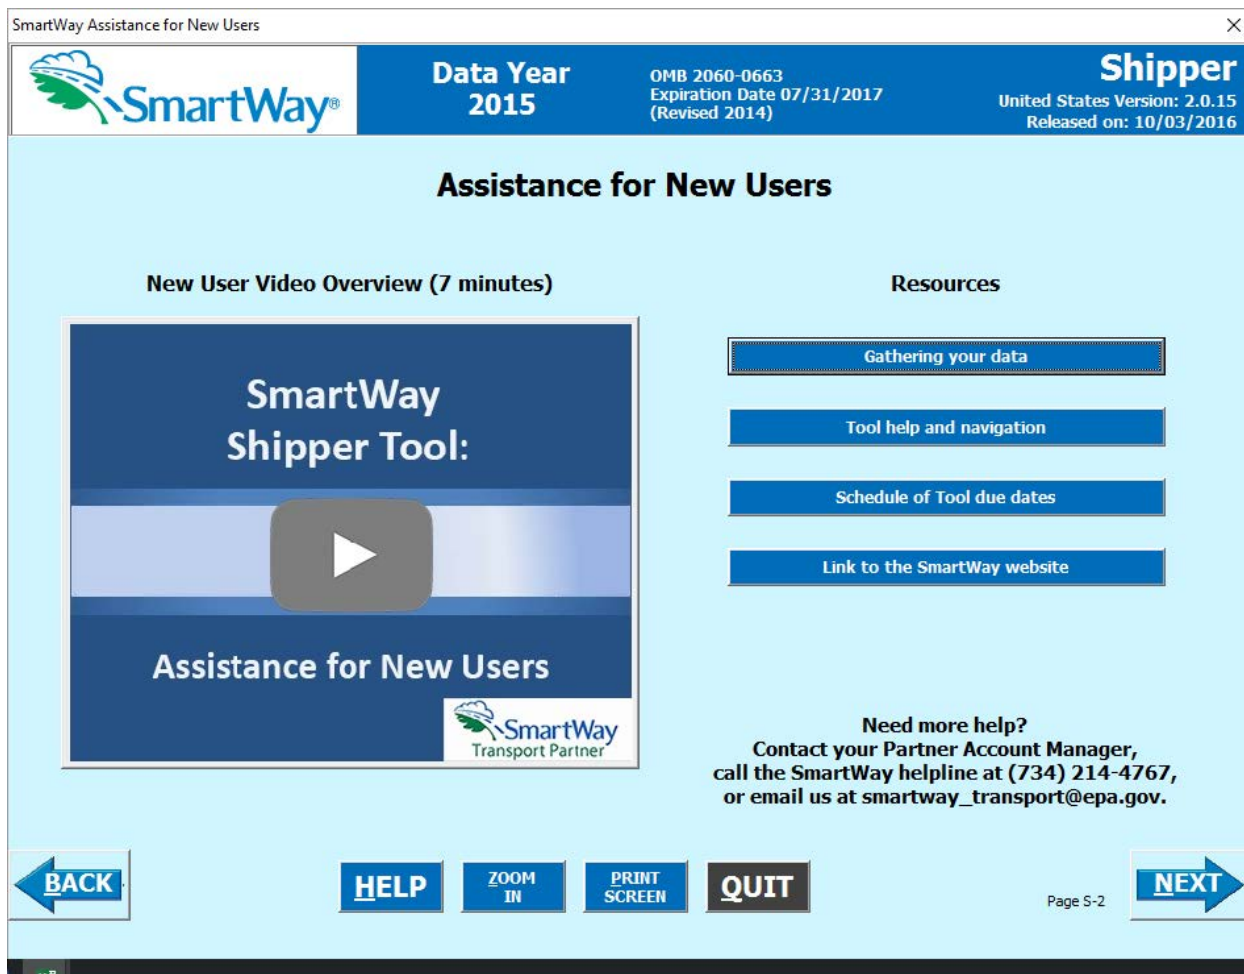 SmartWay Assistance for New Users
SmartWay®
Data Year
2015
OMB 2060-0663
Expiration Date 07/31/2017
(Revised 2014)
Shipper
United States Version: 2.0.15
Released on: 10/03/2016
Assistance for New Users
New User Video Overview (7 minutes)
SmartWay
Shipper Tool:
Assistance for New Users
SmartWay
Transport Partner
Resources
Gathering your data
Tool help and navigation
Schedule of Tool due dates
Link to the SmartWay website
Need more help?
Contact your Partner Account Manager,
call the SmartWay helpline at (734) 214-4767,
or email us at smartway_transport@epa.gov.
BACK
HELP
ZOOM
IN
PRINT
SCREEN
QUIT
Page S-2
NEXT